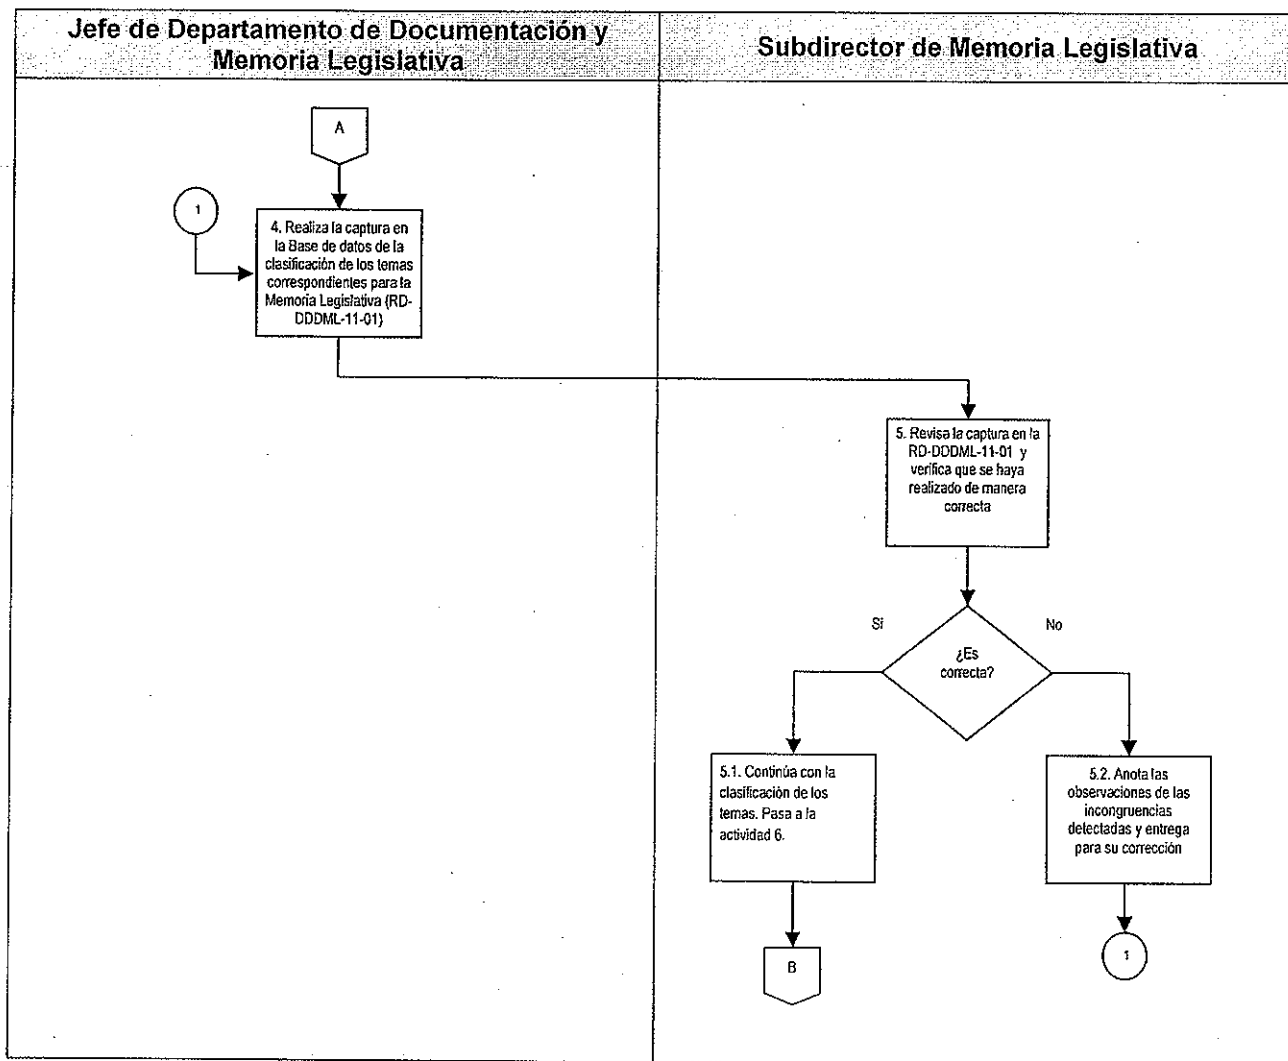 Jefe de Departamento de Documentación y
Memoria Legislativa
Subdirector de Memoria Legislativa
A
1
4. Realiza la captura en
la Base de datos de la
clasificación de los temas
correspondientes para la
Memoria Legislativa (RD-
DDDML-11-01)
5. Revisa la captura en la
RD-DDDML-11-01 y
verifica que se haya
realizado de manera
correcta
Si
No
¿Es
correcta?
5.1. Continúa con la
clasificación de los
temas. Pasa a la
actividad 6.
5.2. Anota las
observaciones de las
incongruencias
detectadas y entrega
para su corrección
B
1